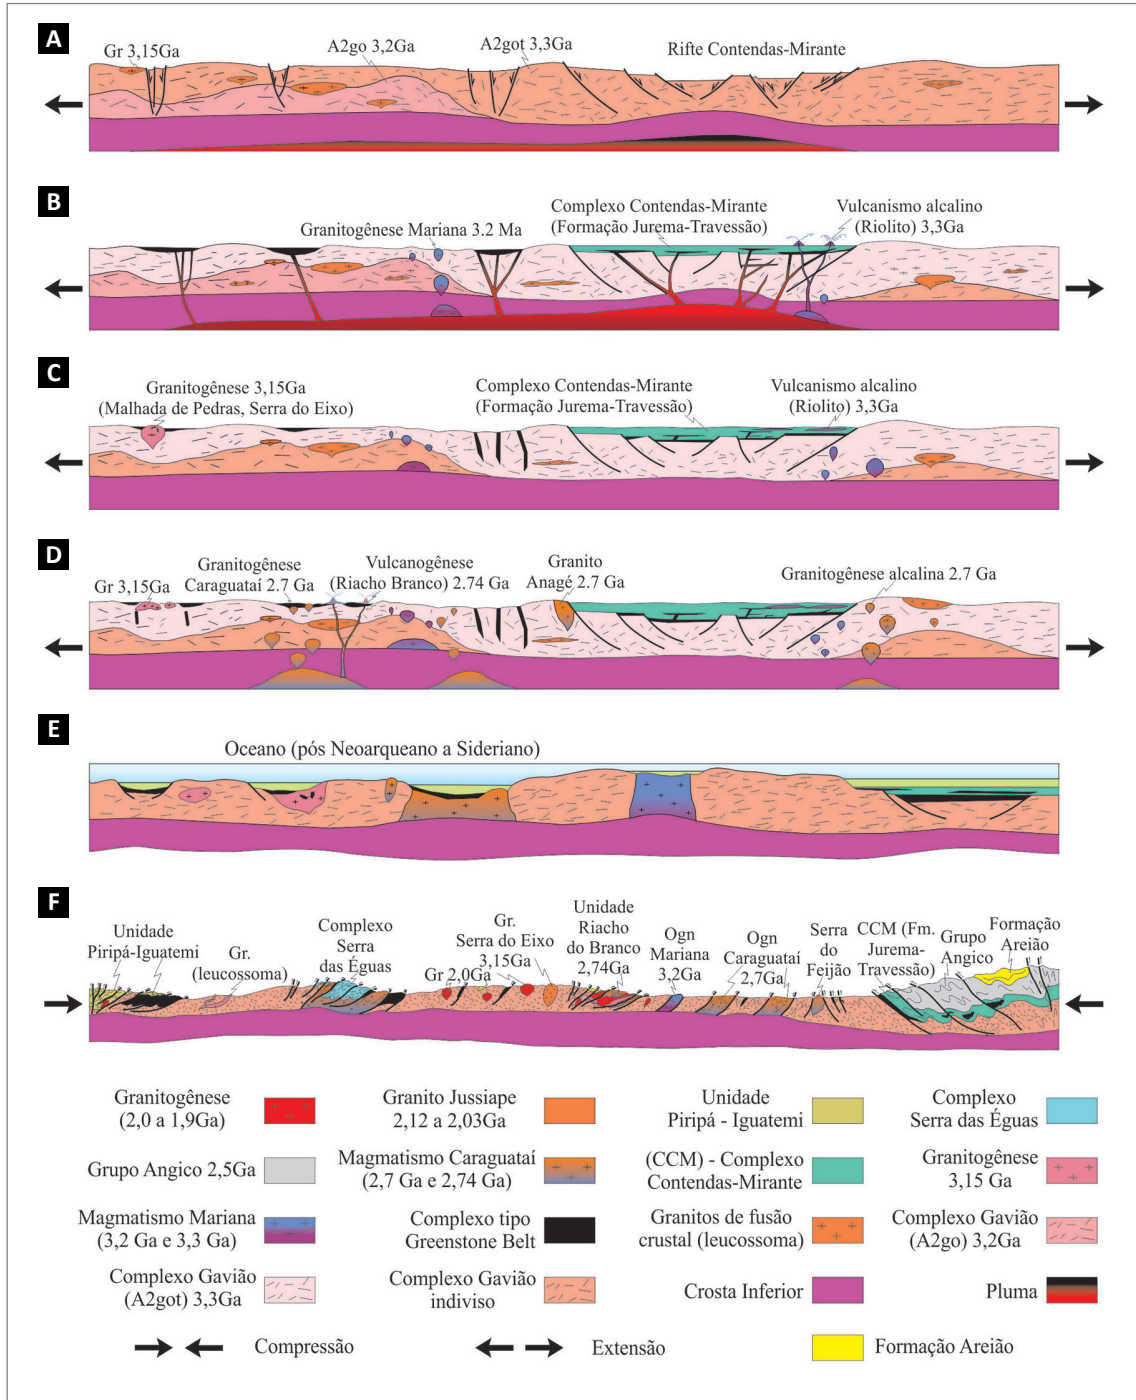 A
Gr 3,15Ga
A2go 3,2Ga
A2got 3,3Ga
Rifte Contendas-Mirante
B
Granitogênese Mariana 3.2 Ma
Complexo Contendas-Mirante
(Formação Jurema-Travessão)
Vulcanismo alcalino
(Riolito) 3,3Ga
C
Granitogênese 3,15Ga
(Malhada de Pedras, Serra do Eixo)
Complexo Contendas-Mirante
(Formação Jurema-Travessão)
Vulcanismo alcalino
(Riolito) 3,3Ga
D
Gr 3,15Ga
Granitogênese
Caraguataí 2.7 Ga
Vulcanogênese
(Riacho Branco) 2.74 Ga
Granito
Anagé 2.7 Ga
Granitogênese alcalina 2.7 Ga
E
Oceano (pós Neoarqueano a Sideriano)
F
Unidade
Piripá-Iguatemi
Gr.
(leucossoma)
Complexo
Serra
das Éguas
Gr 2,0Ga
Gr.
Serra do Eixo
3,15Ga
Unidade
Riacho
do Branco
2,74Ga
Ogn
Mariana
3.2Ga
Ogn
Caraguataí
2,7Ga
Serra
do
Feijão
CCM (Fm.
Jurema-
Travessão)
Grupo
Angico
Formação
Areião
Granitogênese
(2,0 a 1,9Ga)
Granito Jussiape
2,12 a 2,03Ga
Unidade
Piripá - Iguatemi
Complexo
Serra das Éguas
Grupo Angico 2,5Ga
Magmatismo Caraguataí
(2,7 Ga e 2,74 Ga)
(CCM) - Complexo
Contendas-Mirante
Granitogênese
3,15 Ga
Magmatismo Mariana
(3,2 Ga e 3,3 Ga)
Complexo tipo
Greenstone Belt
Granitos de fusão
crustal (leucossoma)
Complexo Gavião
(A2go) 3,2Ga
Complexo Gavião
(A2got) 3,3Ga
Complexo Gavião
indiviso
Crosta Inferior
Pluma
Compressão
Extensão
Formação Areião